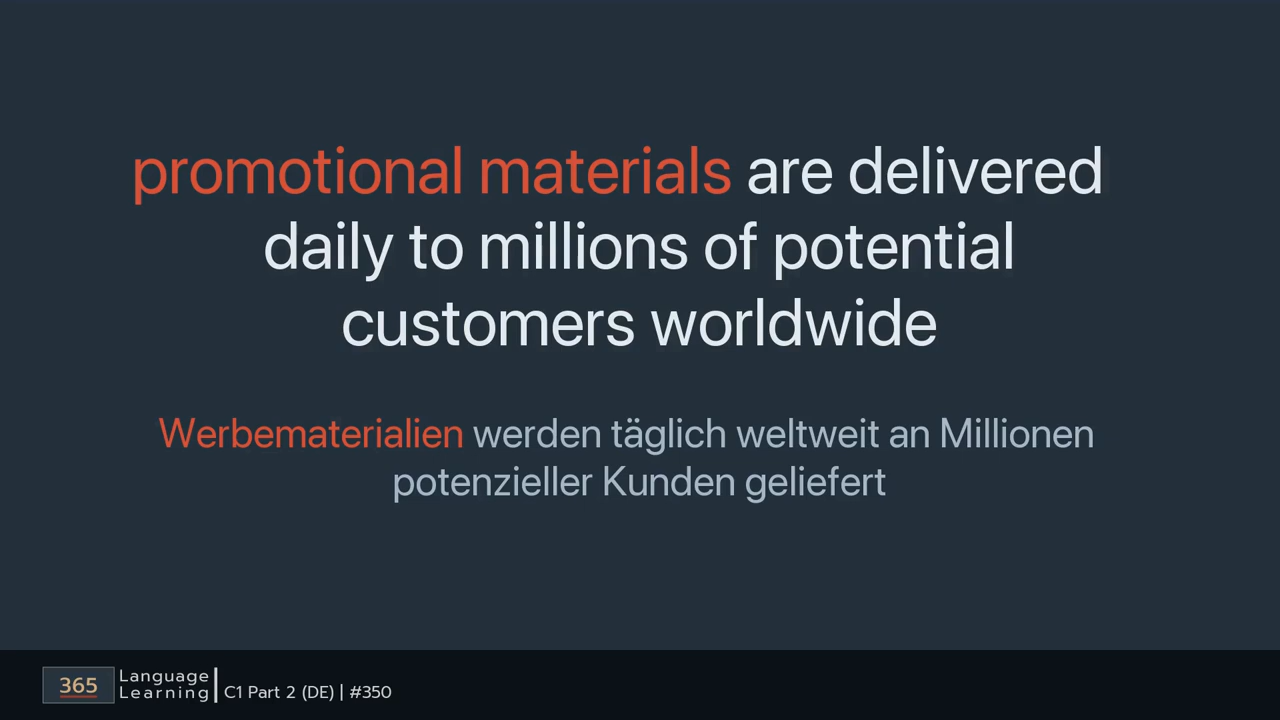 promotional materials are delivered
daily to millions of potential
customers worldwide
Werbematerialien werden täglich weltweit an Millionen
potenzieller Kunden geliefert
365
Language
Learning
C1 Part 2 (DE) | #350